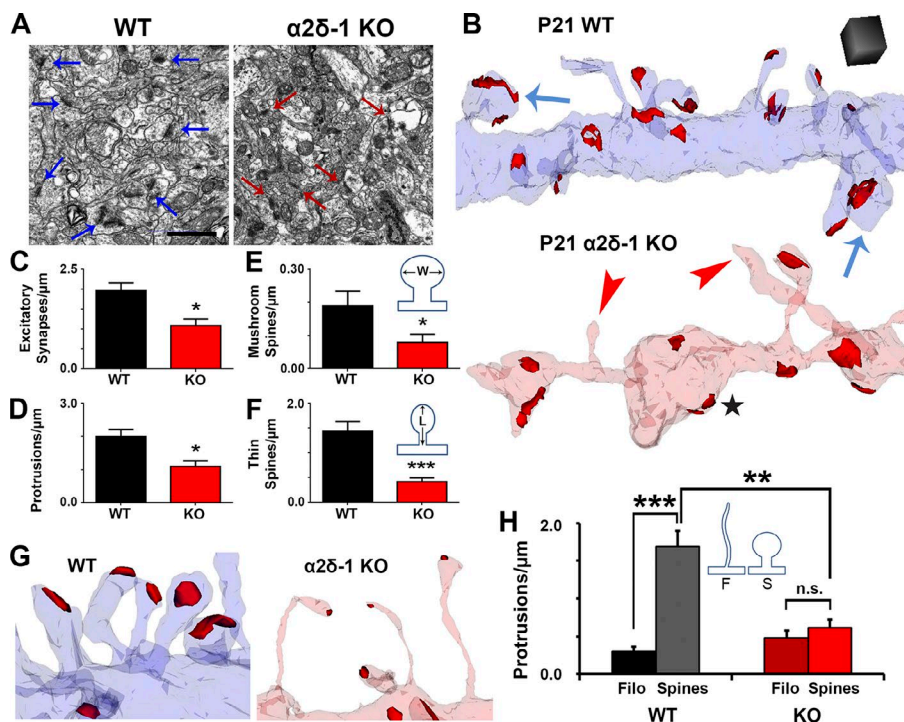 A
WT
α2δ-1 KO
B
P21 WT
P21 α2δ-1 KO
C
Excitatory
Synapses/μm
2.5
0.0
*
WT
KO
E
Mushroom
Spines/μm
0.30
0.00
W
*
WT
KO
D
Protrusions/μm
3.0
0.0
*
WT
KO
F
Thin
Spines/μm
2.0
0.0
L
***
WT
KO
G
WT
α2δ-1 KO
H
Protrusions/μm
2.0
0.0
***
**
F
S
n.s.
Filo Spines
Filo Spines
WT
KO